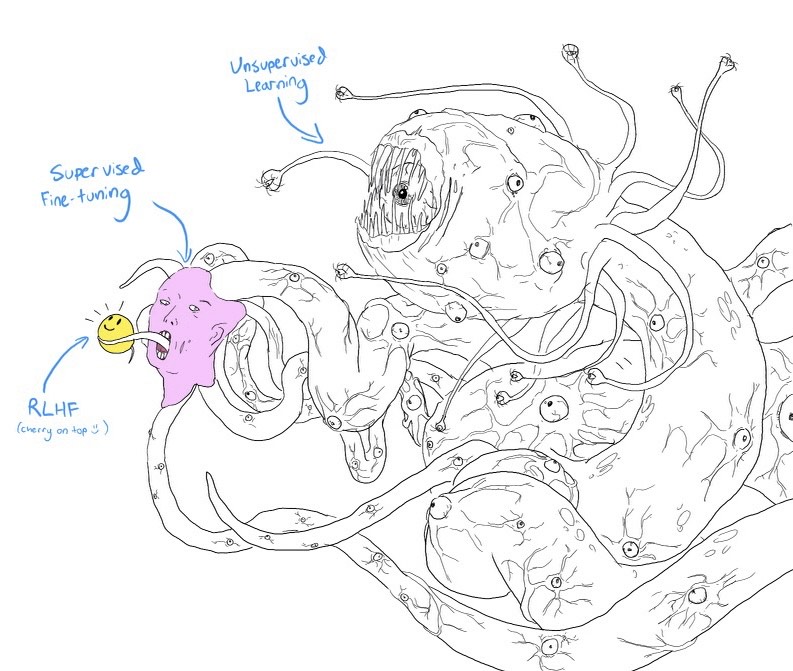 Unsupervised
Learning
Supervised
Fine-tuning
RLHF
(cherry on top :))